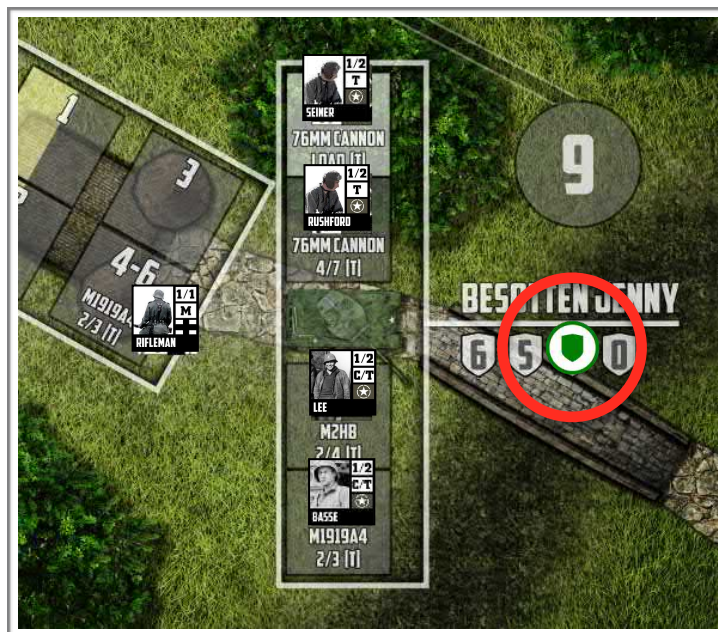 1
3
4-6
M1919A4
2/3 (T)
1/1
M
RIFLEMAN
1/2
T
SEINER
76MM CANNON
LOAD (T)
1/2
T
RUSHFORD
76MM CANNON
4/7 (T)
1/2
C/T
LEE
M2HB
2/4 (T)
1/2
C/T
BASSE
M1919A4
2/3 (T)
9
BESOTTEN JENNY
6 5 0